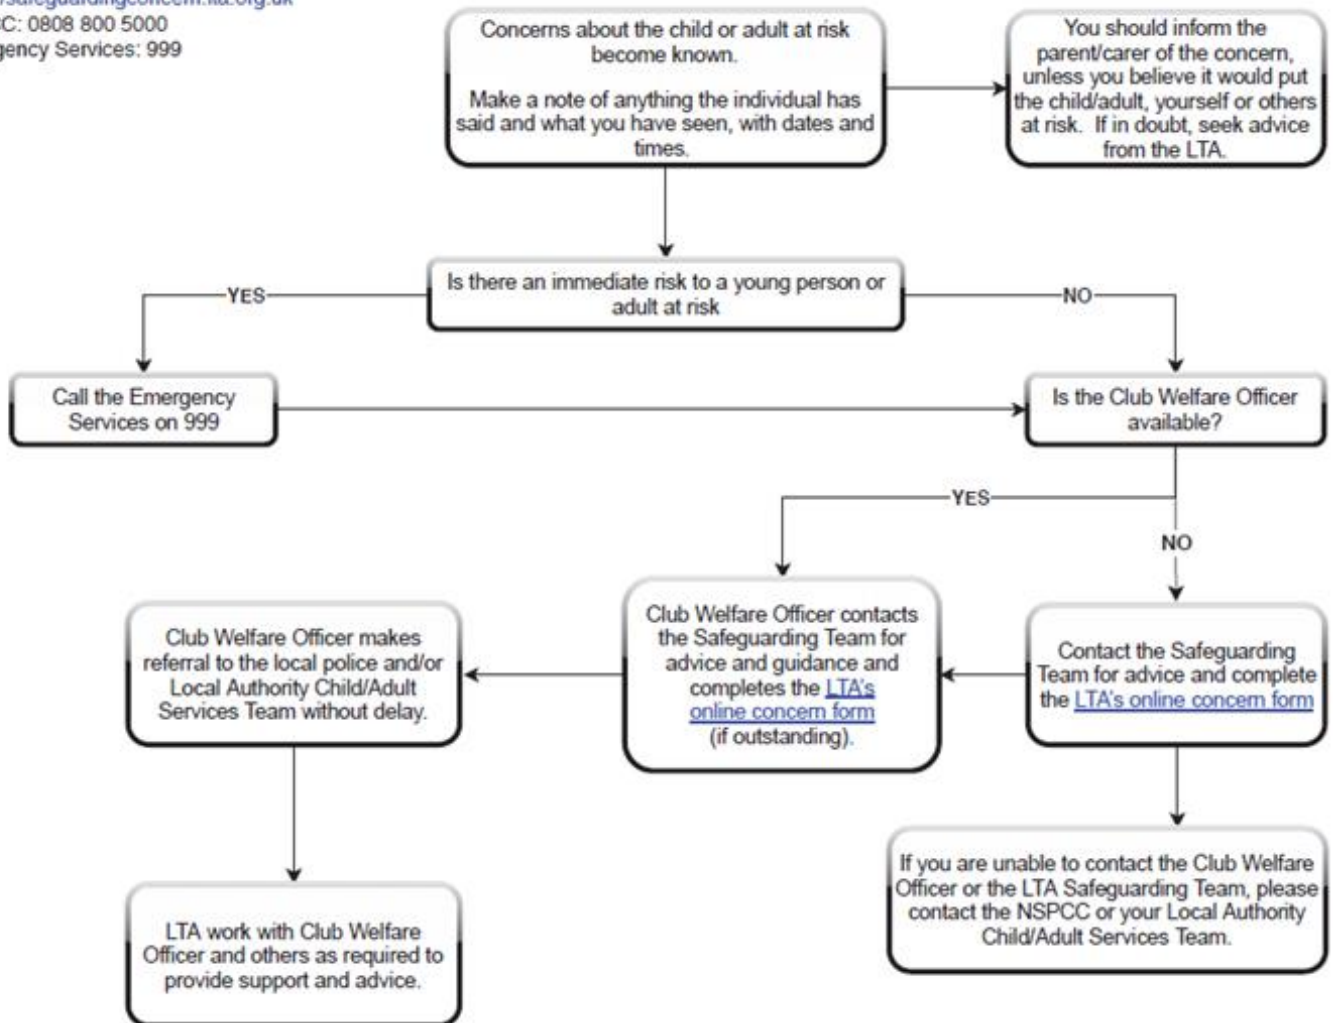 safeguardingconcern.lta.org.uk
C: 0808 800 5000
gency Services: 999
Concerns about the child or adult at risk
become known.
Make a note of anything the individual has
said and what you have seen, with dates and
times.
You should inform the
parent/carer of the concern,
unless you believe it would put
the child/adult, yourself or others
at risk. If in doubt, seek advice
from the LTA.
Is there an immediate risk to a young person or
adult at risk
YES
NO
Call the Emergency
Services on 999
Is the Club Welfare Officer
available?
YES
NO
Club Welfare Officer makes
referral to the local police and/or
Local Authority Child/Adult
Services Team without delay.
Club Welfare Officer contacts
the Safeguarding Team for
advice and guidance and
completes the LTA's
online concern form
(if outstanding).
Contact the Safeguarding
Team for advice and complete
the LTA's online concern form
If you are unable to contact the Club Welfare
Officer or the LTA Safeguarding Team, please
contact the NSPCC or your Local Authority
Child/Adult Services Team.
LTA work with Club Welfare
Officer and others as required to
provide support and advice.